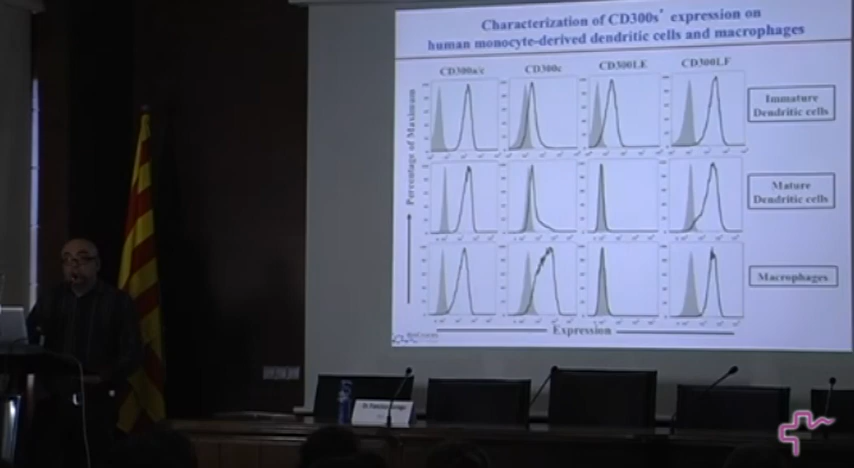 Characterization of CD300s' expression on
human monocyte-derived dendritic cells and macrophages
CD300a/c CD300c CD300LE CD300LF
Percentage of Maximum
Immature
Dendritic cells
Mature
Dendritic cells
Macrophages
Expression